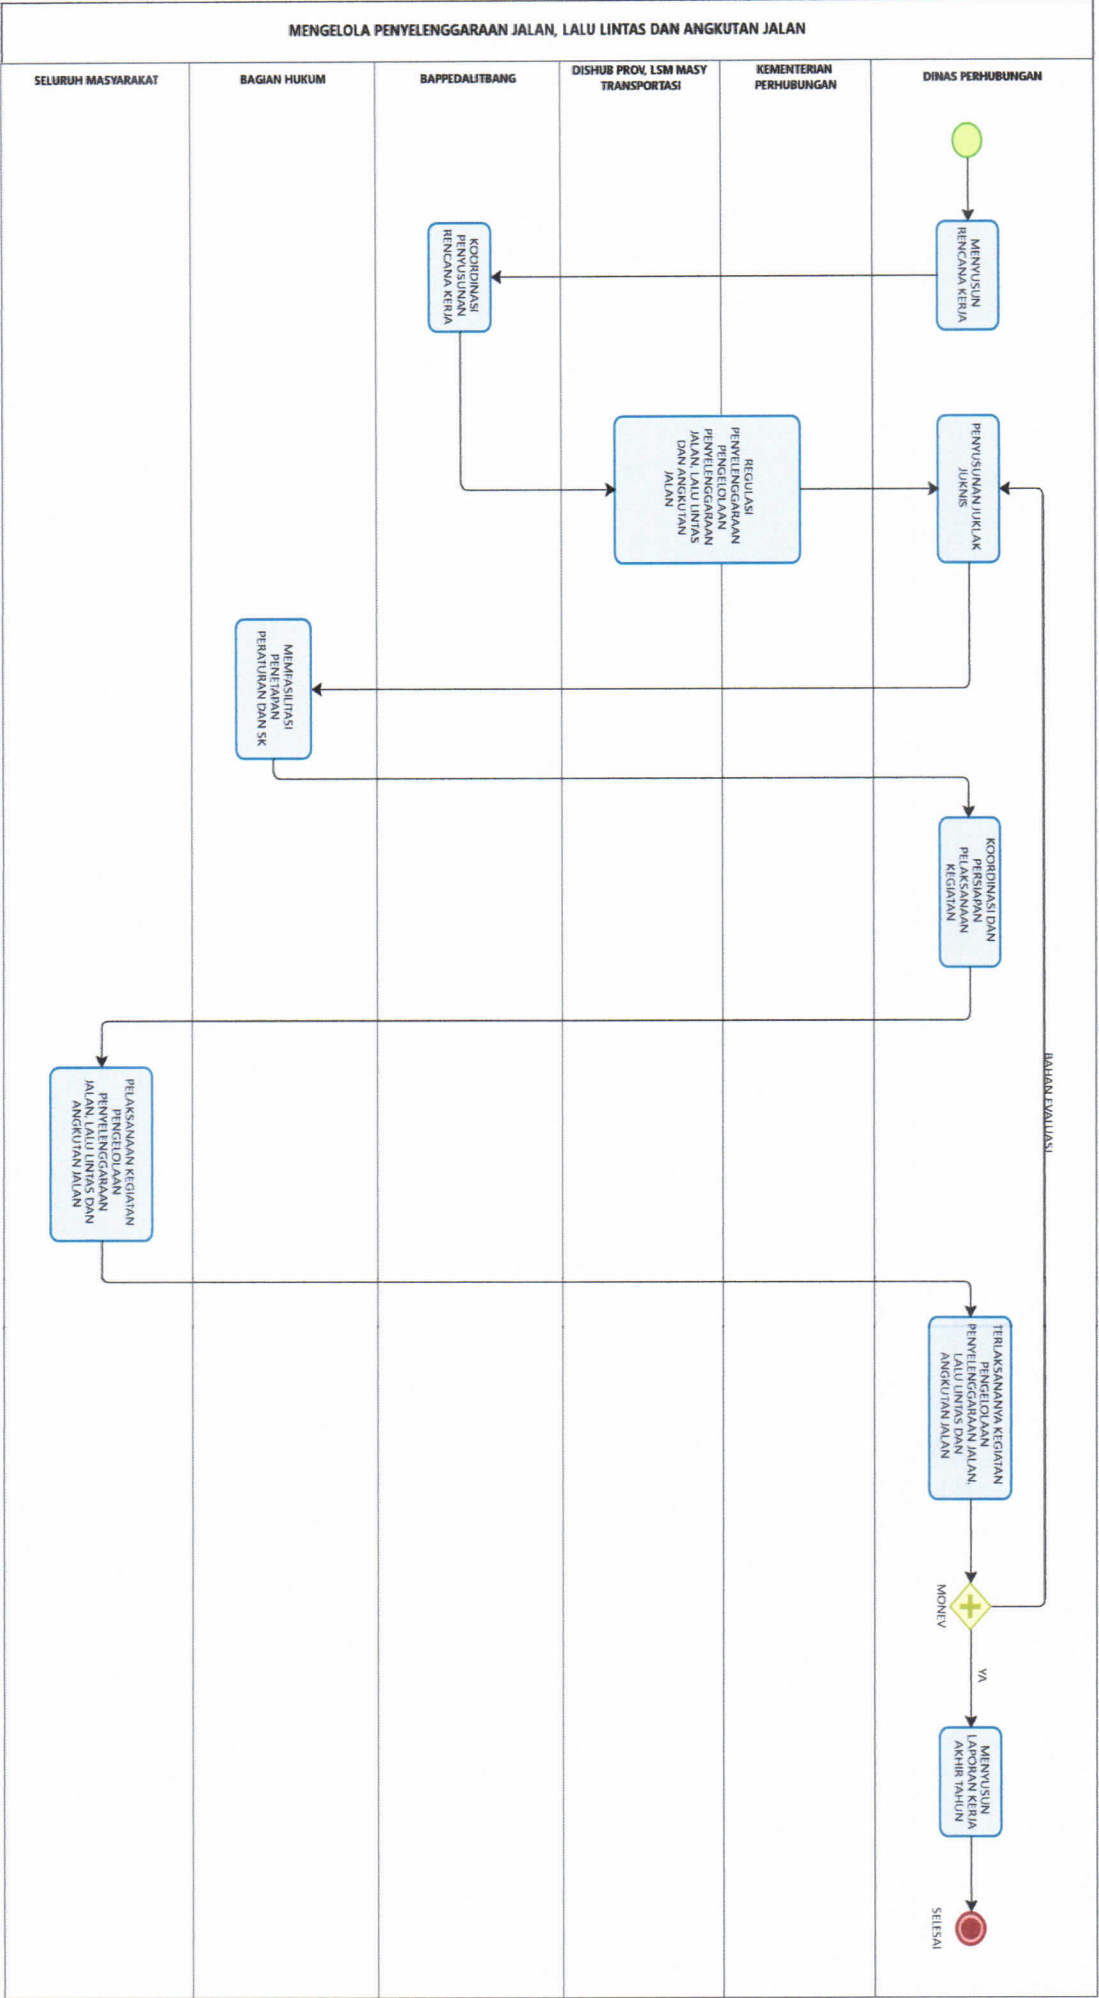 MENGELOLA PENYELENGGARAAN JALAN, LALU LINTAS DAN ANGKUTAN JALAN
SELURUH MASYARAKAT
BAGIAN HUKUM
BAPPEDALITBANG
DISHUB PROV, LSM MASY
TRANSPORTASI
KEMENTERIAN
PERHUBUNGAN
DINAS PERHUBUNGAN
MENYUSUN
RENCANA KERJA
KOORDINASI
PENYUSUNAN
RENCANA KERJA
REGULASI
PENYELENGGARAAN
PENGELOLAAN
PENYELENGGARAAN
JALAN, LALU LINTAS
DAN ANGKUTAN
JALAN
PENYUSUNAN JUKLAK
JUKNIS
MEMFASILITASI
PENETAPAN
PERATURAN DAN SK
KOORDINASI DAN
PERSIAPAN
PELAKSANAAN
KEGIATAN
BAHAN EVALUASI
PELAKSANAAN KEGIATAN
PENGELOLAAN
PENYELENGGARAAN
JALAN, LALU LINTAS DAN
ANGKUTAN JALAN
TERLAKSANANYA KEGIATAN
PENGELOLAAN
PENYELENGGARAAN JALAN,
LALU LINTAS DAN
ANGKUTAN JALAN
MONEV
YA
MENYUSUN
LAPORAN KERJA
AKHIR TAHUN
SELESAI